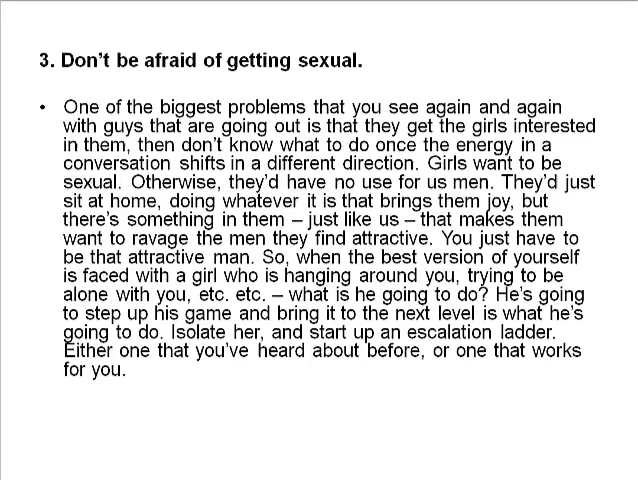 3. Don't be afraid of getting sexual.
• One of the biggest problems that you see again and again
with guys that are going out is that they get the girls interested
in them, then don't know what to do once the energy in a
conversation shifts in a different direction. Girls want to be
sexual. Otherwise, they'd have no use for us men. They'd just
sit at home, doing whatever it is that brings them joy, but
there's something in them – just like us – that makes them
want to ravage the men they find attractive. You just have to
be that attractive man. So, when the best version of yourself
is faced with a girl who is hanging around you, trying to be
alone with you, etc. etc. – what is he going to do? He's going
to step up his game and bring it to the next level is what he's
going to do. Isolate her, and start up an escalation ladder.
Either one that you've heard about before, or one that works
for you.